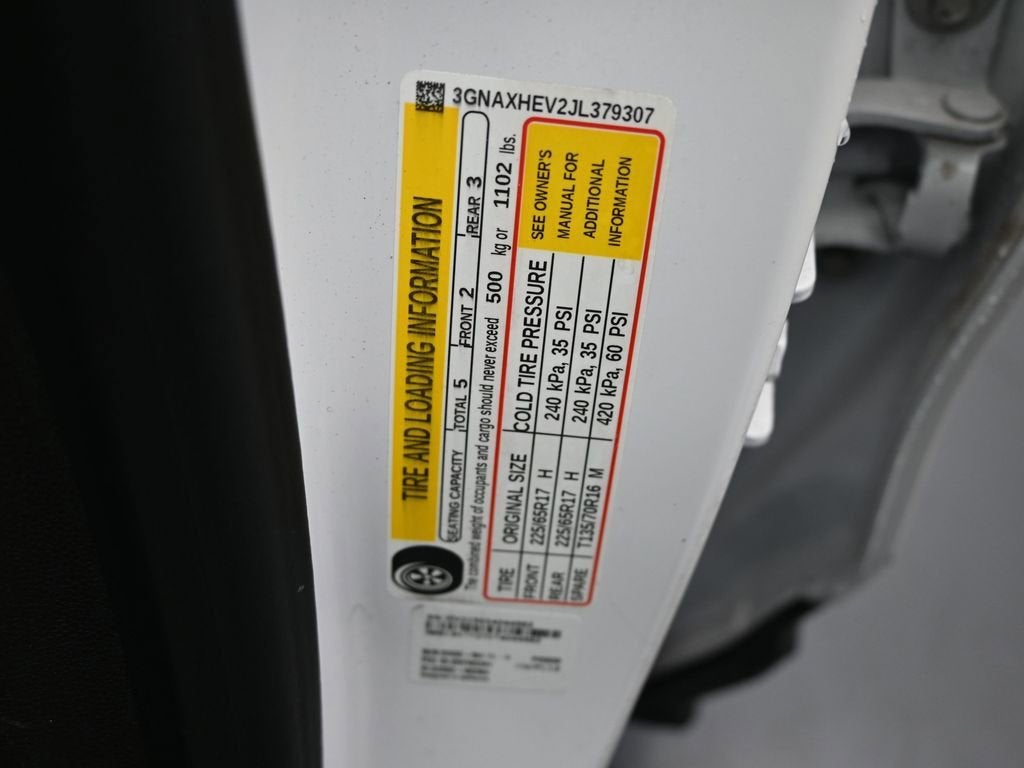 3GNAXHEV2JL379307
TIRE AND LOADING INFORMATION
SEATING CAPACITY TOTAL 5 FRONT 2 REAR 3
The combined weight of occupants and cargo should never exceed 500 kg or 1102 lbs.
TIRE ORIGINAL SIZE COLD TIRE PRESSURE
FRONT 225/65R17 H 240 kPa, 35 PSI
REAR 225/65R17 H 240 kPa, 35 PSI
SPARE T135/70R16 M 420 kPa, 60 PSI
SEE OWNER'S
MANUAL FOR
ADDITIONAL
INFORMATION